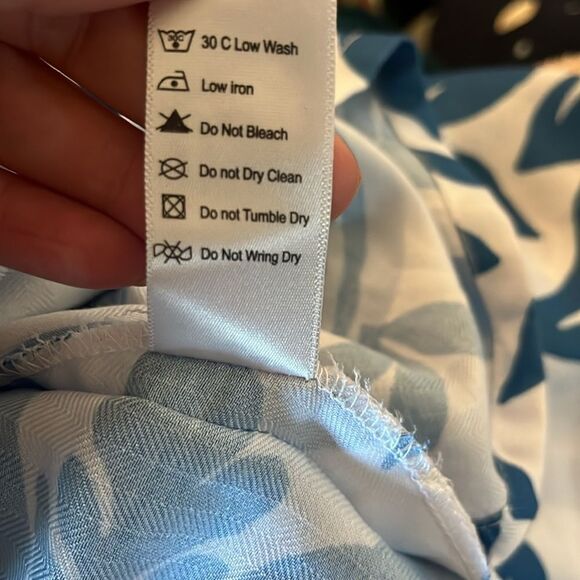 30C
30 C Low Wash
Low iron
Do Not Bleach
Do not Dry Clean
Do not Tumble Dry
Do Not Wring Dry